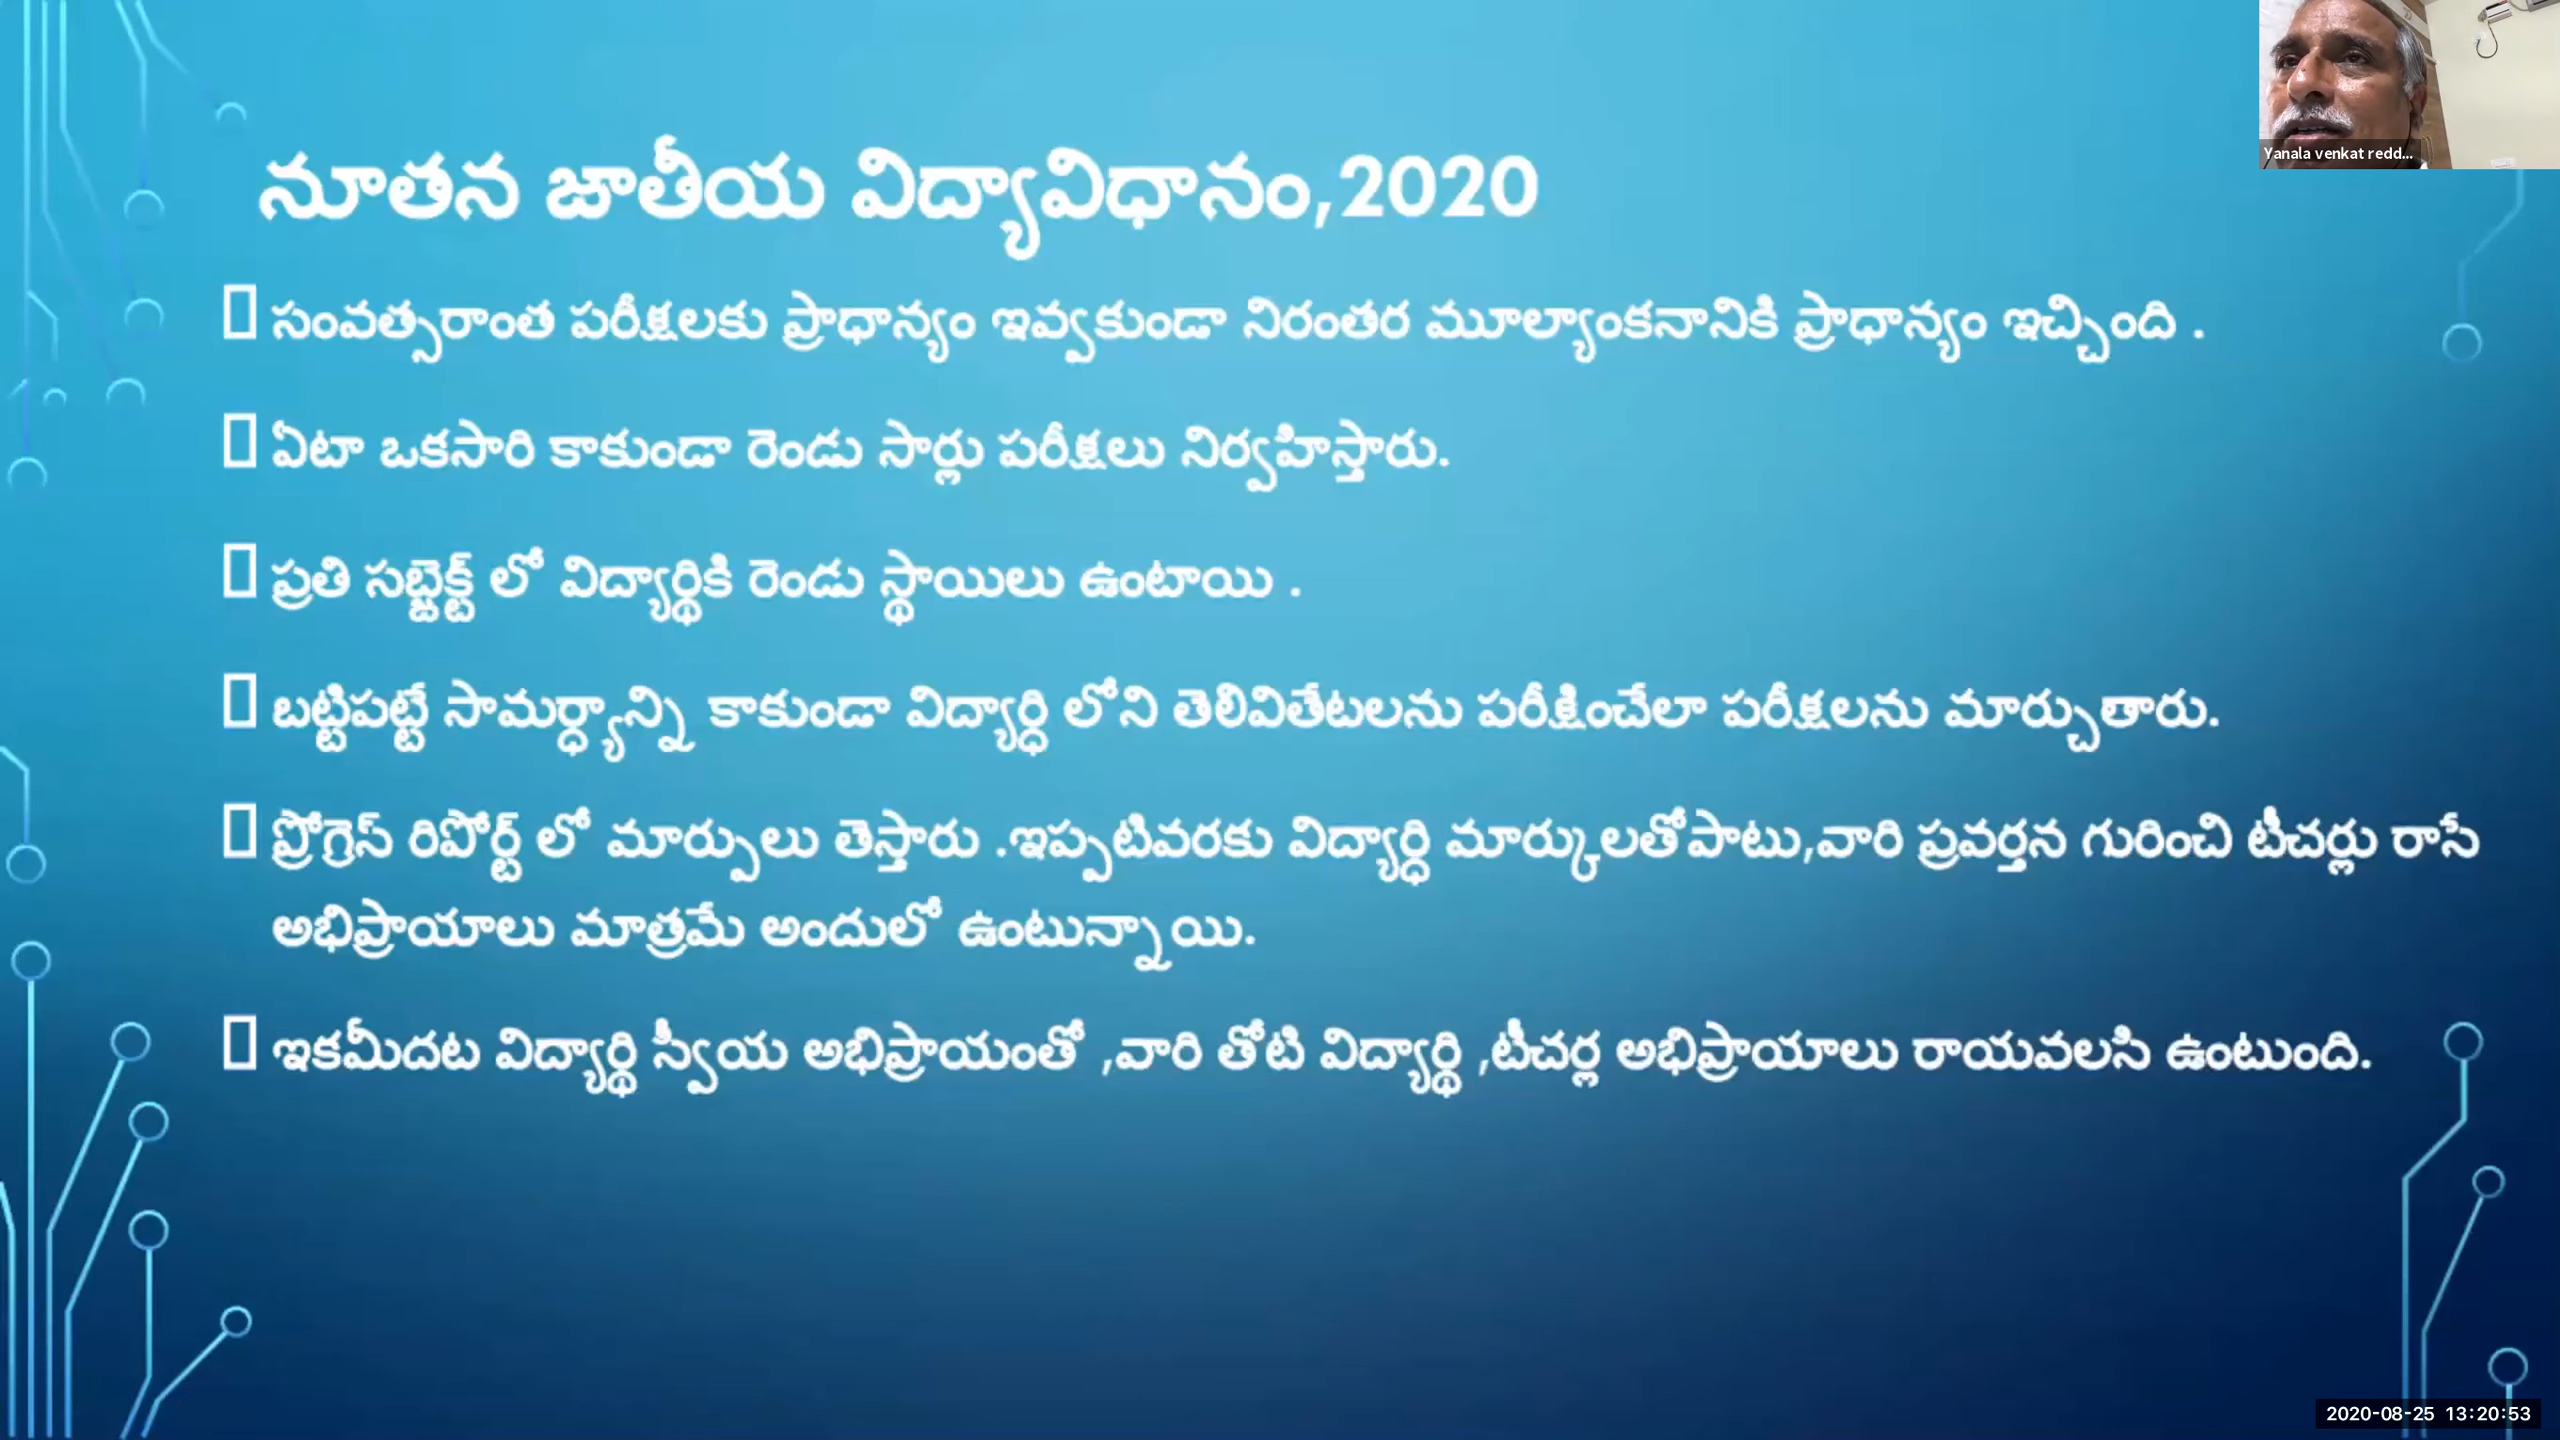 Yanala venkat redd...
నూతన జాతీయ విద్యావిధానం,2020
సంవత్సరాంత పరీక్షలకు ప్రాధాన్యం ఇవ్వకుండా నిరంతర మూల్యాంకనానికి ప్రాధాన్యం ఇచ్చింది .
ఏటా ఒకసారి కాకుండా రెండు సార్లు పరీక్షలు నిర్వహిస్తారు.
ప్రతి సబ్జెక్ట్ లో విద్యార్థికి రెండు స్థాయిలు ఉంటాయి .
బట్టిపట్టే సామర్ధ్యాన్ని కాకుండా విద్యార్ధి లోని తెలివితేటలను పరీక్షించేలా పరీక్షలను మార్చుతారు.
ప్రోగ్రెస్ రిపోర్ట్ లో మార్పులు తెస్తారు .ఇప్పటివరకు విద్యార్ధి మార్కులతోపాటు,వారి ప్రవర్తన గురించి టీచర్లు రాసే
అభిప్రాయాలు మాత్రమే అందులో ఉంటున్నాయి.
ఇకమీదట విద్యార్థి స్వీయ అభిప్రాయంతో ,వారి తోటి విద్యార్థి ,టీచర్ల అభిప్రాయాలు రాయవలసి ఉంటుంది.
2020-08-25 13:20:53